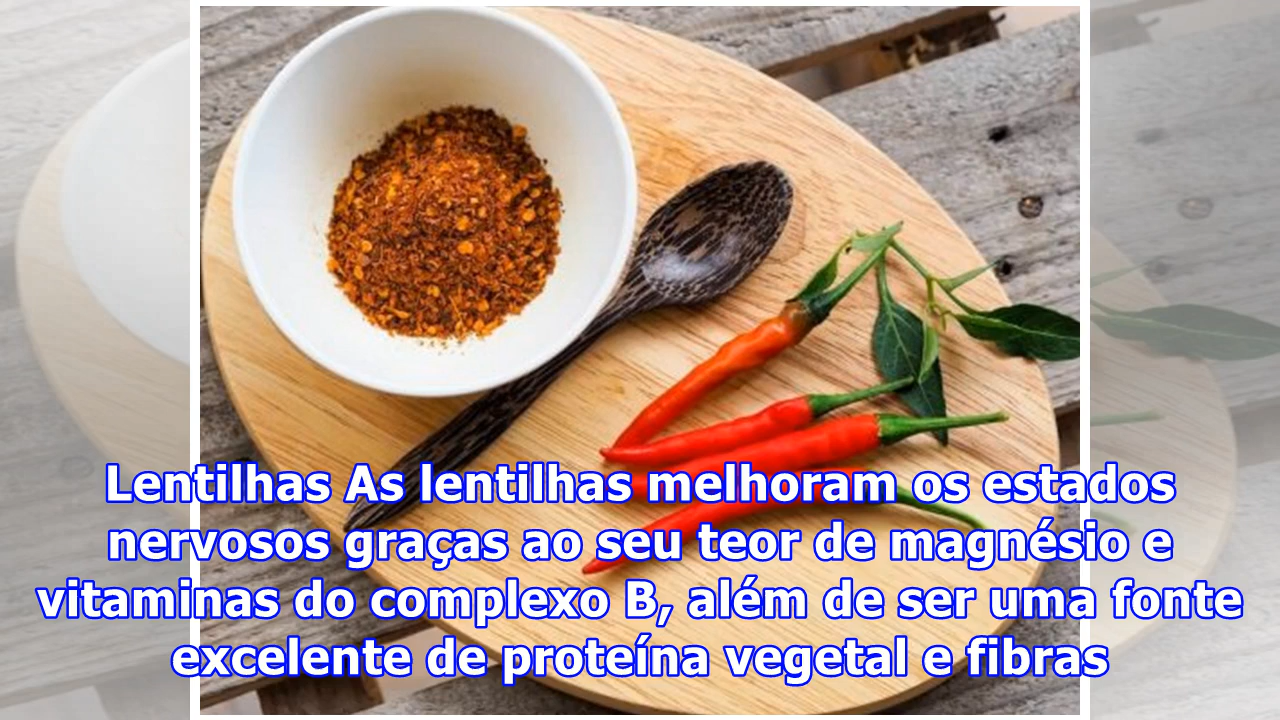 Lentilhas As lentilhas melhoram os estados
nervosos graças ao seu teor de magnésio e
vitaminas do complexo B, além de ser uma fonte
excelente de proteína vegetal e fibras